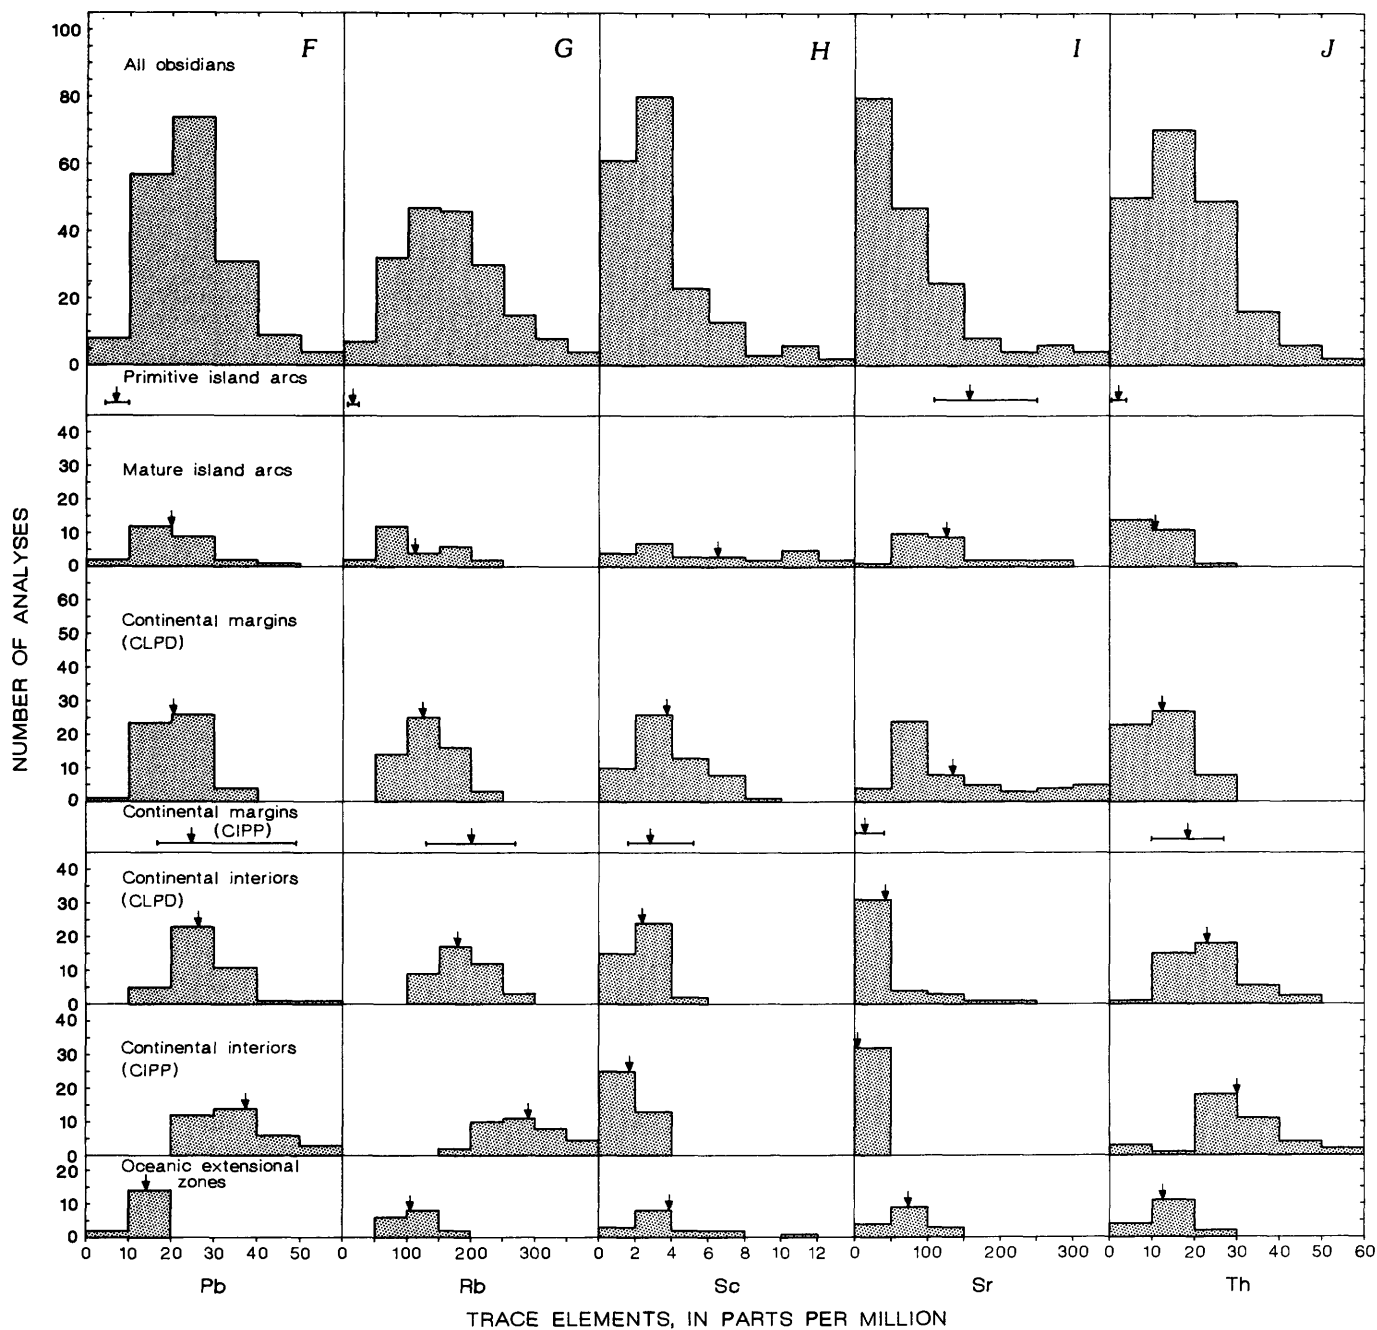 100
F
G
H
I
J
All obsidians
80
60
40
20
0
Primitive island arcs
40
Mature island arcs
30
20
10
0
NUMBER OF ANALYSES
60
Continental margins
(CLPD)
50
40
30
20
10
0
Continental margins
(CIPP)
40
Continental interiors
(CLPD)
30
20
10
0
40
Continental interiors
(CIPP)
30
20
10
0
Oceanic extensional
zones
20
10
0
0 10 20 30 40 50 0 100 200 300 0 2 4 6 8 10 12 0 100 200 300 0 10 20 30 40 50 60
Pb Rb Sc Sr Th
TRACE ELEMENTS, IN PARTS PER MILLION